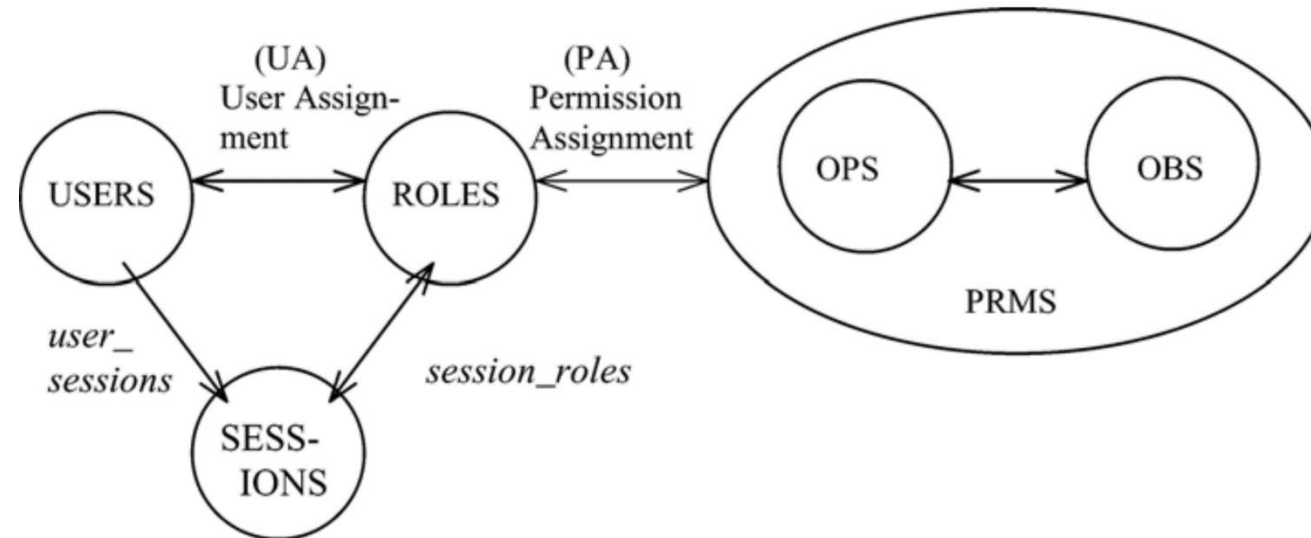 (UA)
User Assign-
ment
(PA)
Permission
Assignment
USERS
ROLES
OPS
OBS
PRMS
user_
sessions
session_roles
SESS-
IONS